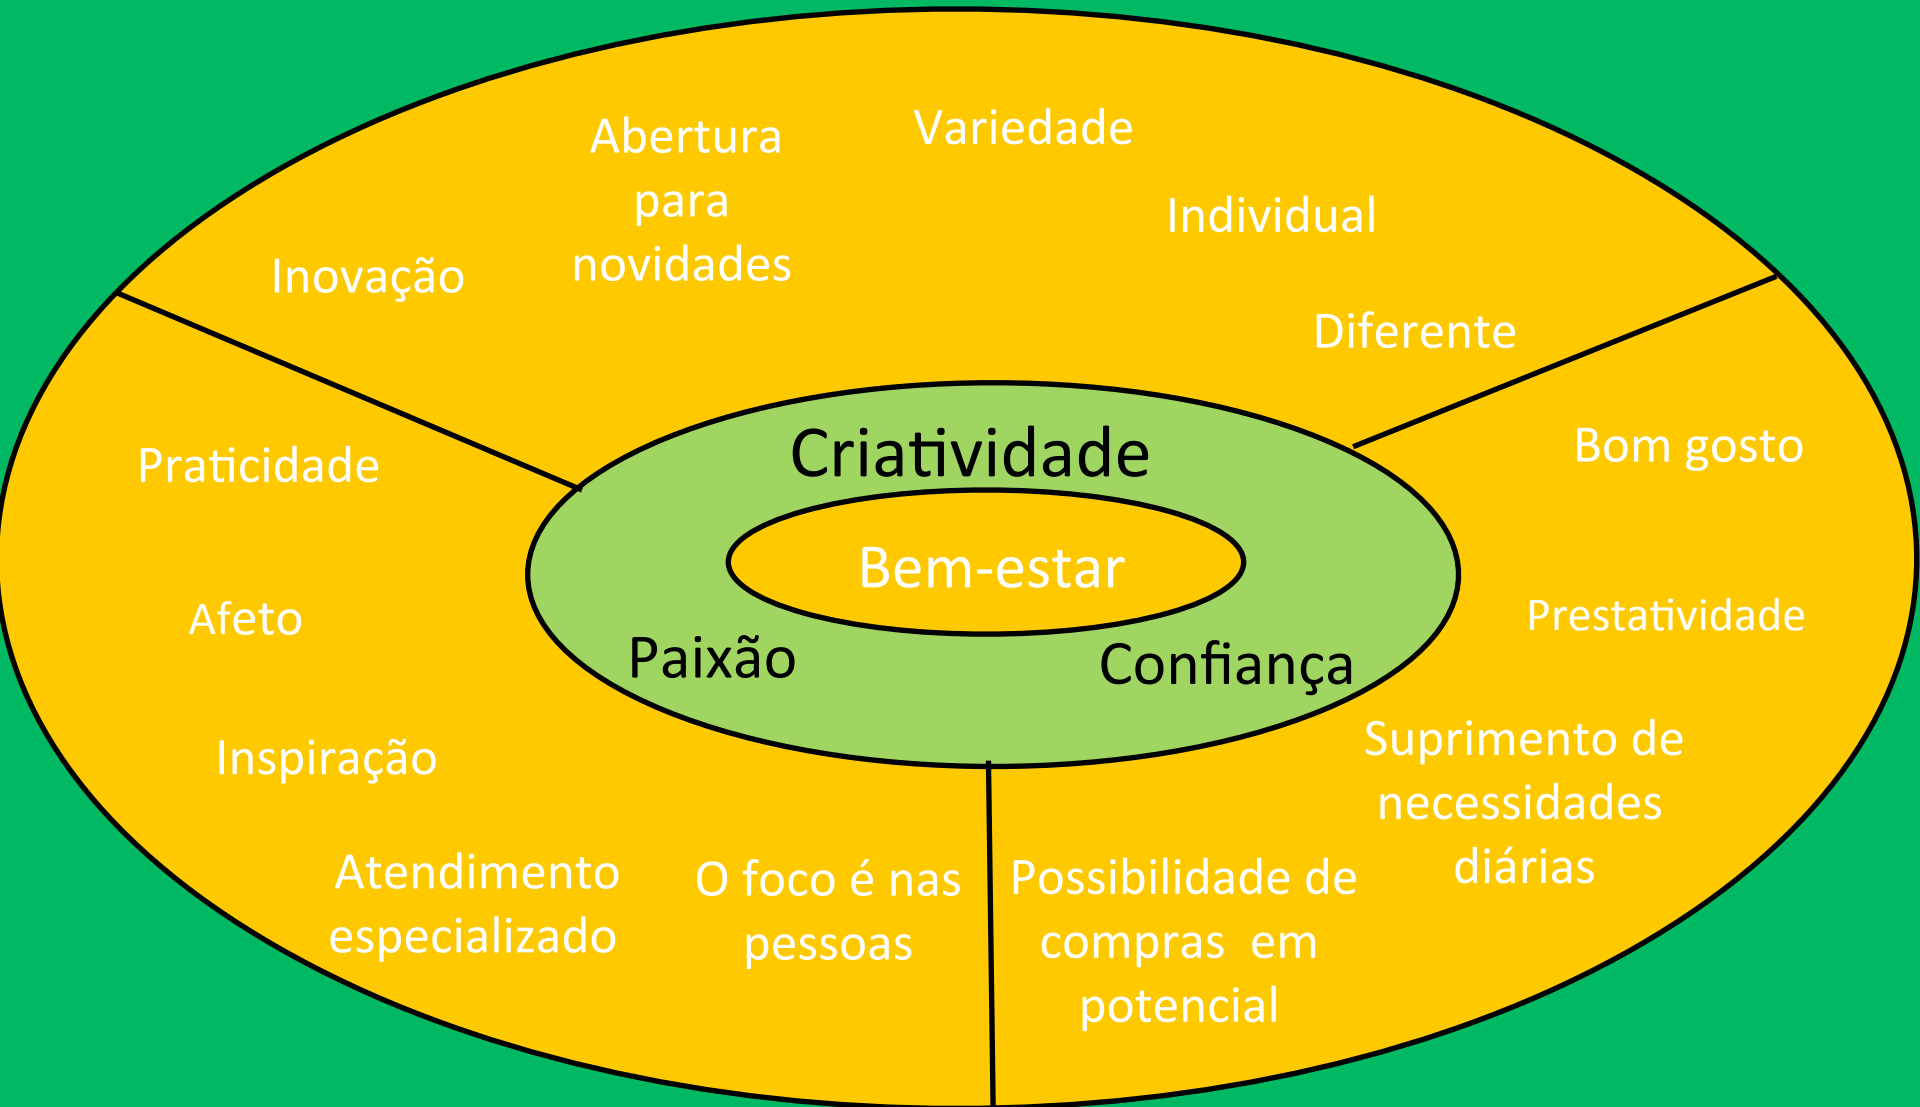 Variedade
Abertura
para
novidades
Individual
Inovação
Diferente
Criatividade
Bem-estar
Paixão
Confiança
Praticidade
Afeto
Inspiração
Atendimento
especializado
O foco é nas
pessoas
Bom gosto
Prestatividade
Suprimento de
necessidades
diárias
Possibilidade de
compras em
potencial